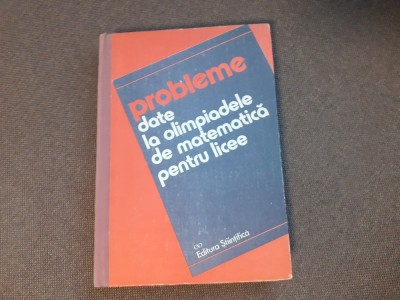 probleme
date
la olimpiadele
de matematică
pentru licee
Editura Științifică